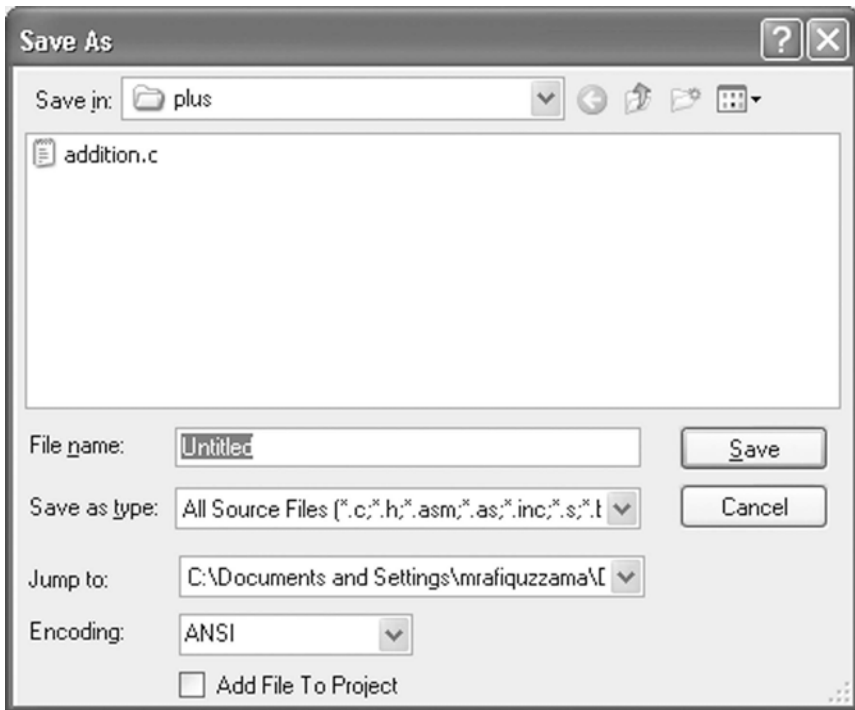 Save As
Save in: plus
addition.c
File name: Untitled
Save
Save as type: All Source Files (*.c;*.h;*.asm;*.as;*.inc;*.s;*.
Cancel
Jump to: C:\Documents and Settings\mrafiquzzama\
Encoding: ANSI
Add File To Project